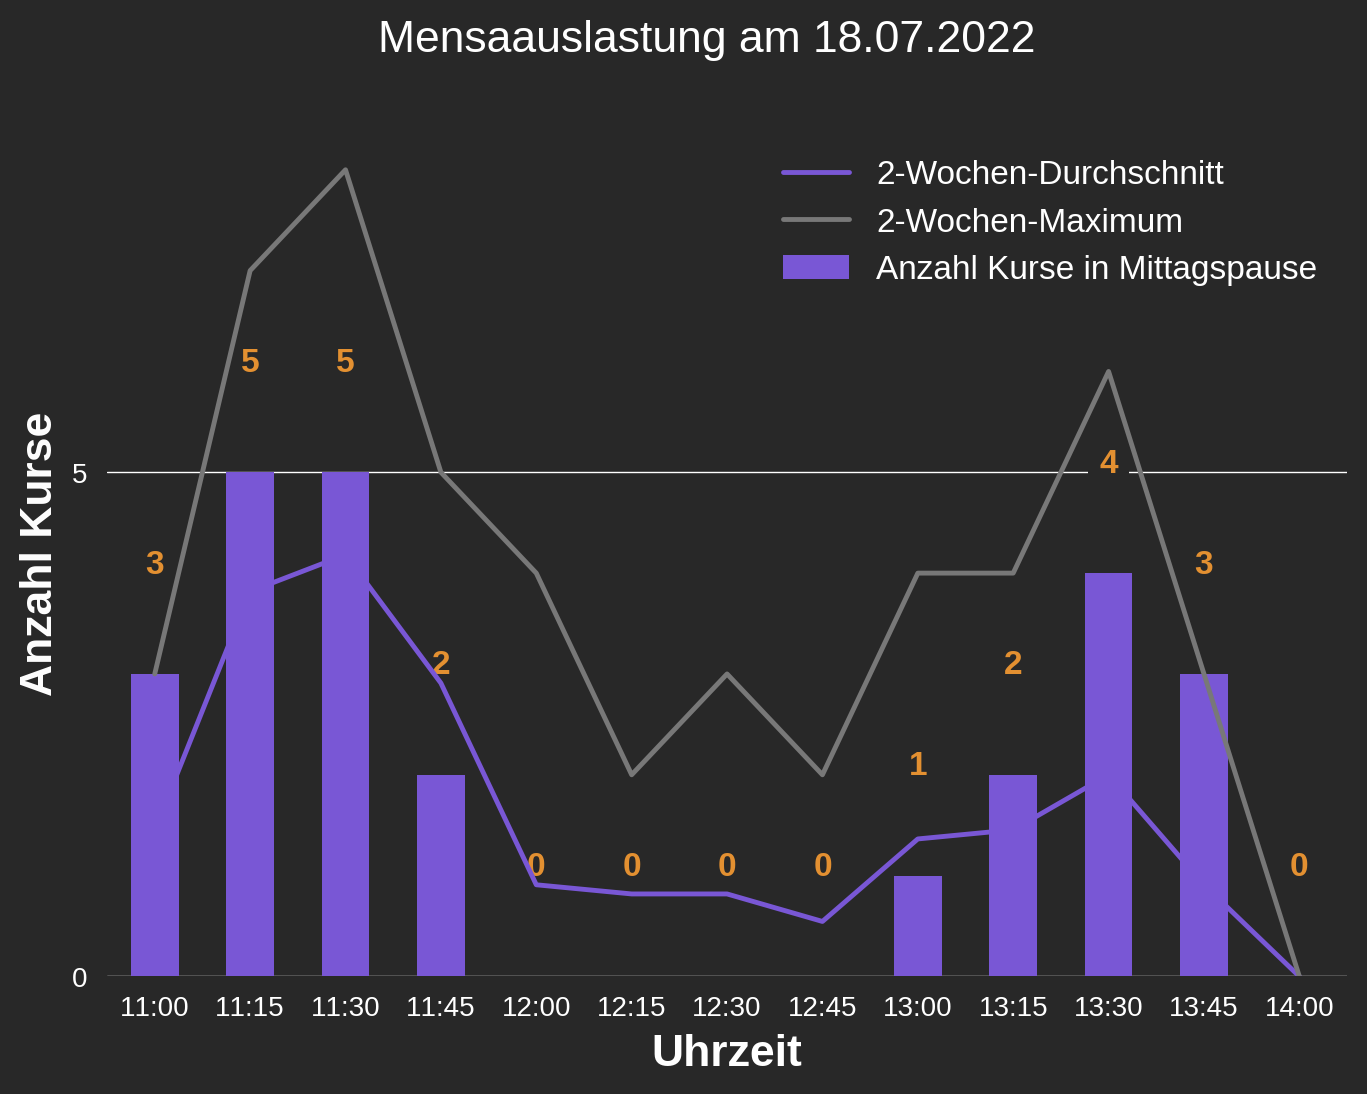 Mensaauslastung am 18.07.2022
2-Wochen-Durchschnitt
2-Wochen-Maximum
Anzahl Kurse in Mittagspause
Anzahl Kurse
5
0
3
5
5
2
0
0
0
0
1
2
4
3
0
11:00 11:15 11:30 11:45 12:00 12:15 12:30 12:45 13:00 13:15 13:30 13:45 14:00
Uhrzeit